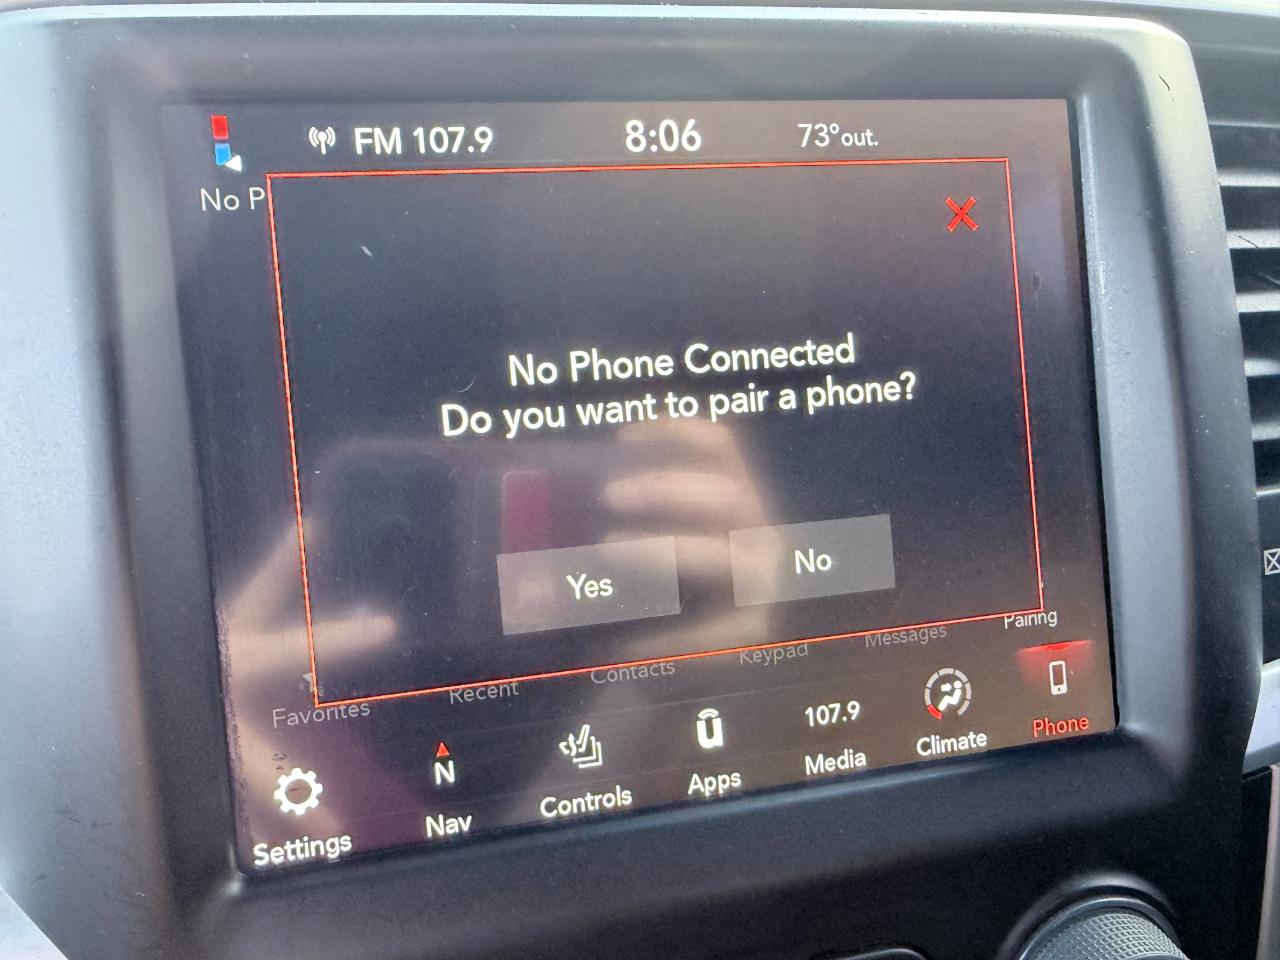 FM 107.9
8:06
73° out.
No P
No Phone Connected
Do you want to pair a phone?
Yes
No
Favorites
Recent
Contacts
Keypad
Messages
Pairing
Settings
N
Nav
Controls
Apps
107.9
Media
Climate
Phone